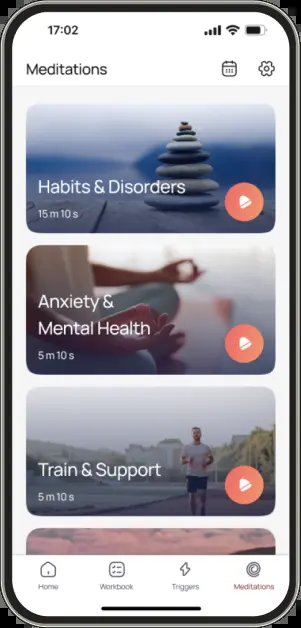 17:02
Meditations
Habits & Disorders
15 m 10 s
Anxiety &
Mental Health
5 m 10 s
Train & Support
5 m 10 s
Home
Workbook
Triggers
Meditations